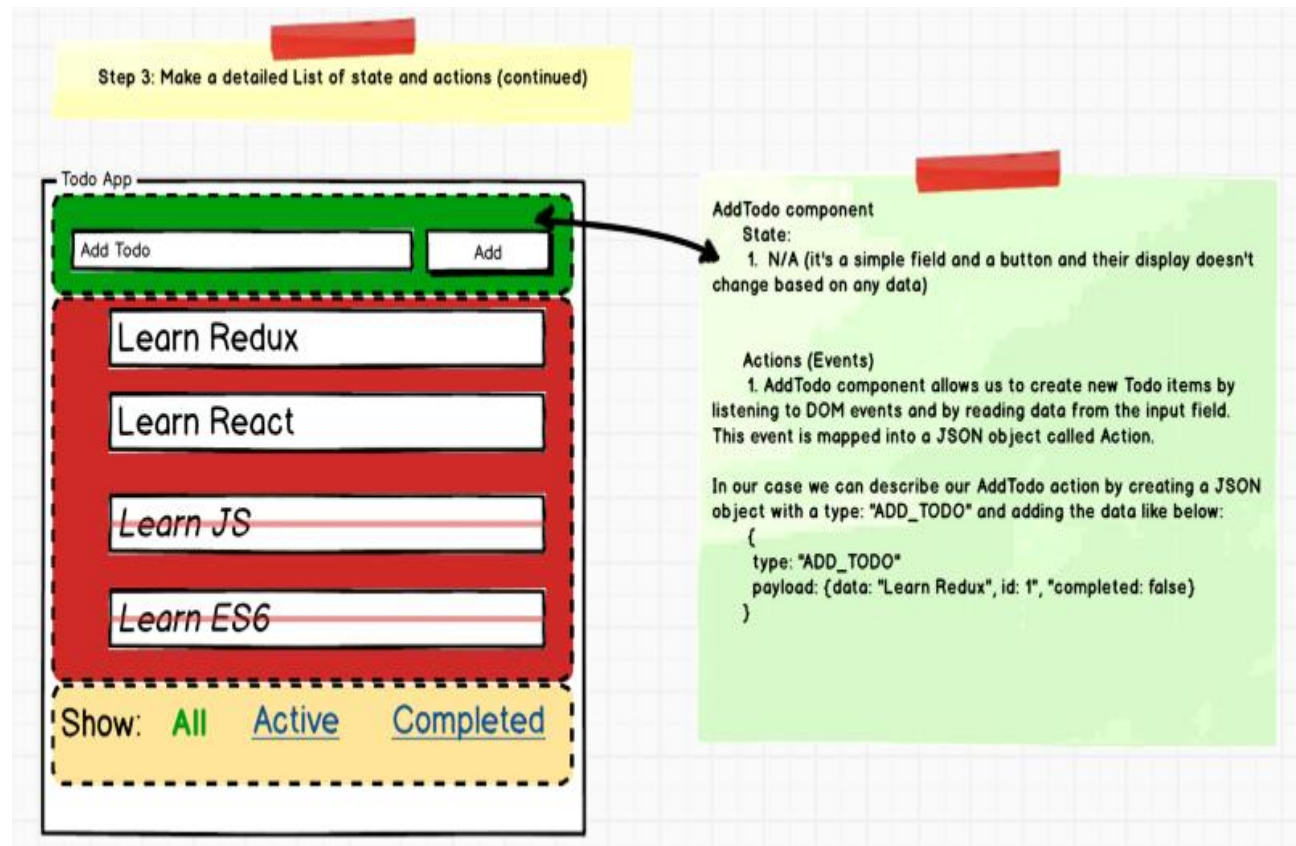 Step 3: Make a detailed List of state and actions (continued)
Todo App
Add Todo
Add
Learn Redux
Learn React
Learn JS
Learn ES6
Show: All Active Completed
AddTodo component
State:
1. N/A (it's a simple field and a button and their display doesn't
change based on any data)
Actions (Events)
1. AddTodo component allows us to create new Todo items by
listening to DOM events and by reading data from the input field.
This event is mapped into a JSON object called Action.
In our case we can describe our AddTodo action by creating a JSON
object with a type: "ADD_TODO" and adding the data like below:
{
type: "ADD_TODO"
payload: {data: "Learn Redux", id: 1", "completed: false}
}